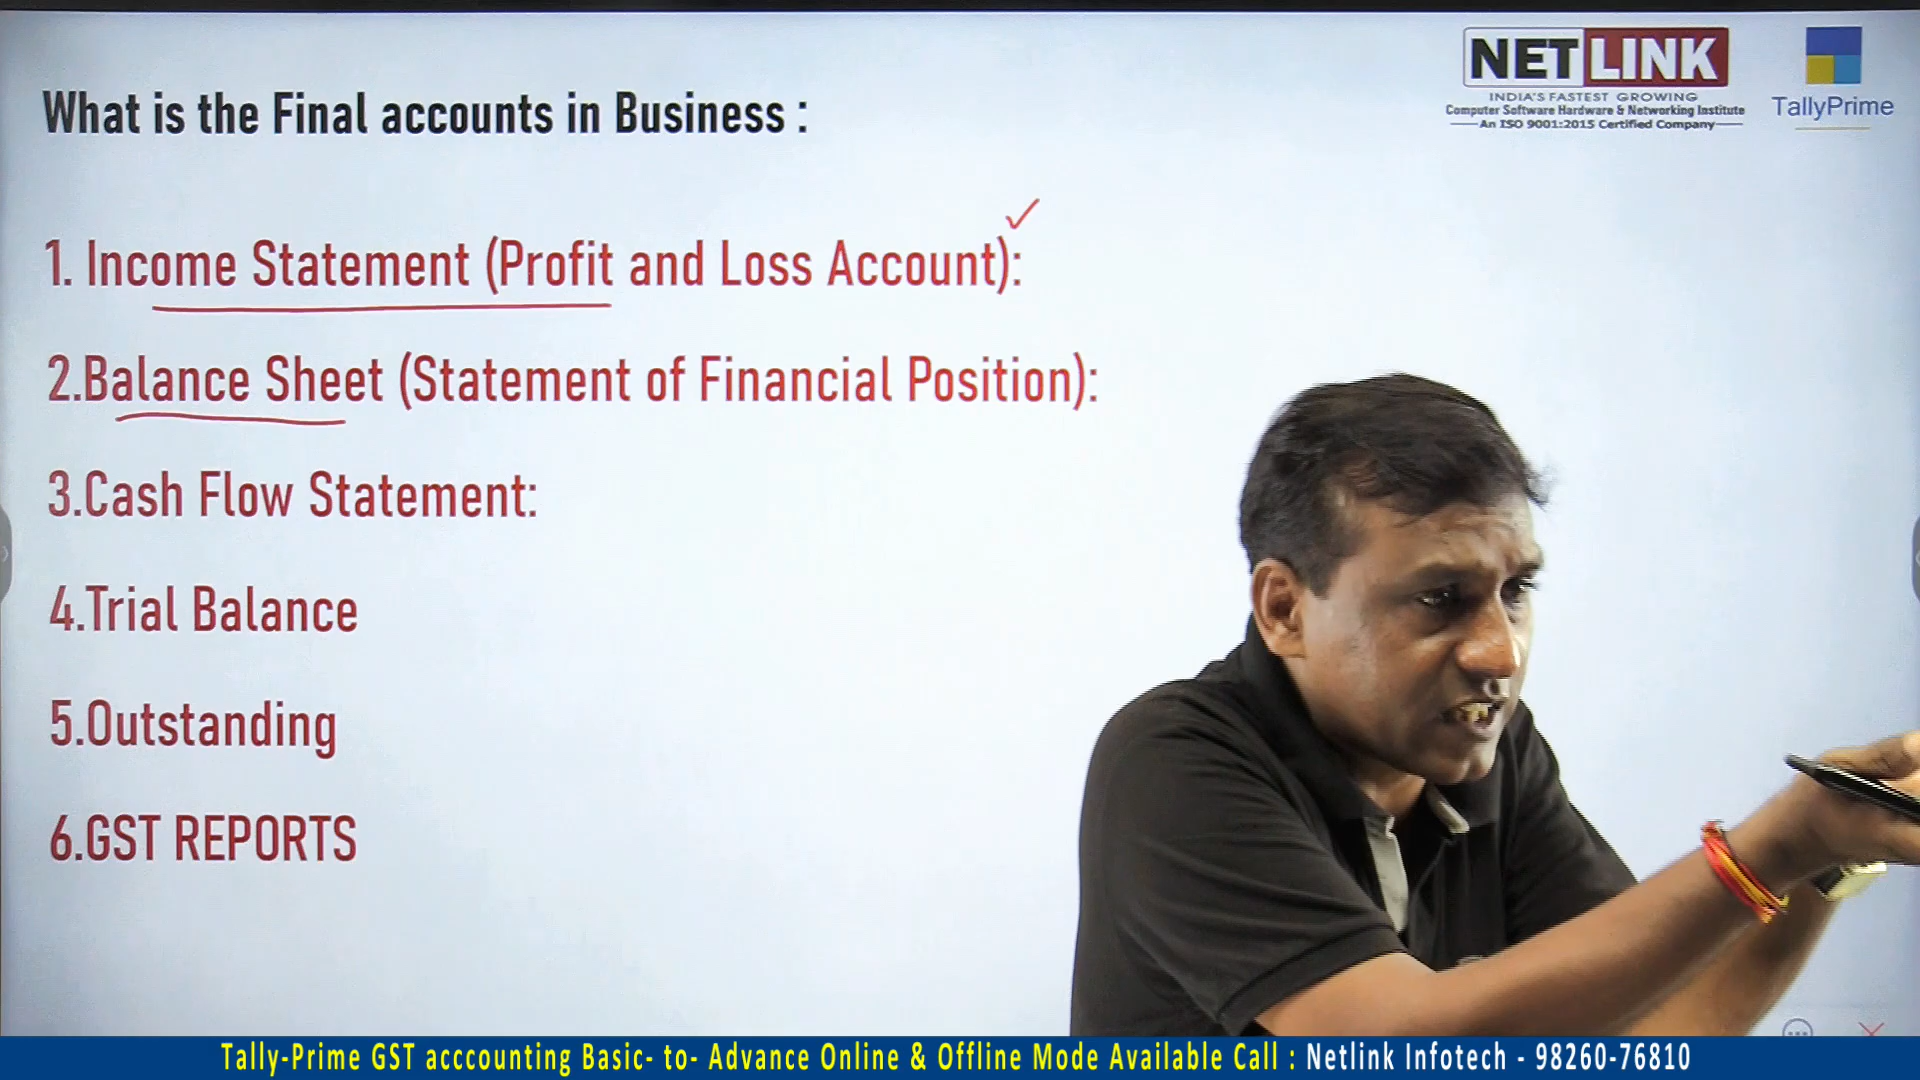 What is the Final accounts in Business :
NETLINK
INDIA'S FASTEST GROWING
Computer Software Hardware & Networking Institute
An ISO 9001:2015 Certified Company
TallyPrime
1. Income Statement (Profit and Loss Account):
2.Balance Sheet (Statement of Financial Position):
3.Cash Flow Statement:
4.Trial Balance
5.Outstanding
6.GST REPORTS
Tally-Prime GST acccounting Basic- to- Advance Online & Offline Mode Available Call : Netlink Infotech - 98260-76810